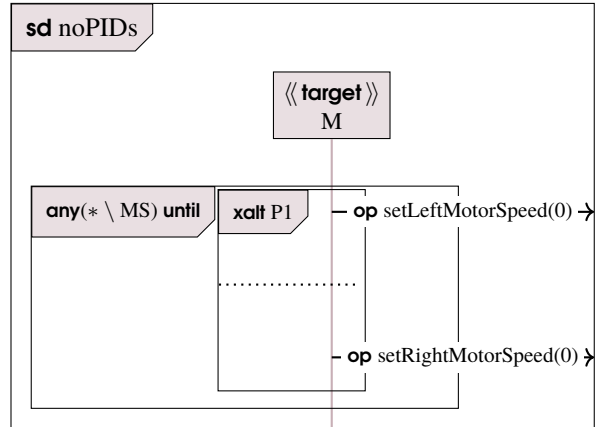 sd noPIDs
⟪ target ⟫
M
any(∗ \ MS) until
xalt P1
op setLeftMotorSpeed(0)
op setRightMotorSpeed(0)